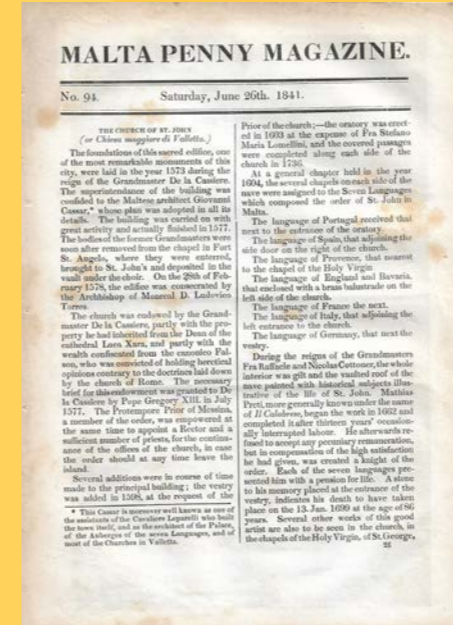 MALTA PENNY MAGAZINE.
No. 94.
Saturday, June 26th. 1841.
THE CHURCH OF ST. JOHN
(or Chiesa maggiore di Valletta.)
The foundations of this sacred edifice, one
of the most remarkable monuments of this
city, were laid in the year 1573 during the
reign of the Grandmaster De la Cassiere.
The superintendance of the building was
confided to the Maltese architect Giovanni
Cassar,* whose plan was adopted in all its
details. The building was carried on with
great activity and actually finished in 1577.
The bodies of the former Grandmasters were
soon after removed from the chapel in Fort
St. Angelo, where they were enterred,
brought to St. John's and deposited in the
vault under the choir. On the 28th of Feb-
ruary 1578, the edifice was consecrated by
the Archbishop of Monreal D. Ludovico
Torres.
The church was endowed by the Grand-
master De la Cassiere, partly with the pro-
perty he had inherited from the Dean of the
cathedral Luca Xara, and partly with the
wealth confiscated from the canonico Fal-
son, who was convicted of holding heretical
opinions contrary to the doctrines laid down
by the church of Rome. The necessary
brief for this endowment was granted to De
la Cassiere by Pope Gregory XIII. in July
1577. The Protempore Prior of Messina,
a member of the order, was empowered at
the same time to appoint a Rector and a
sufficient number of priests, for the continu-
ance of the offices of the church, in case
the order should at any time leave the
island.
Several additions were in course of time
made to the principal building; the vestry
was added in 1598, at the request of the
* This Cassar is moreover well known as one of
the assistants of the Cavaliere Laparelli who built
the town itself, and as the architect of the Palace,
of the Auberges of the seven Languages, and of
most of the Churches in Valletta.
Prior of the church;—the oratory was erect-
ed in 1603 at the expense of Fra Stefano
Maria Lomellini, and the covered passages
were completed along each side of the
church in 1736.
At a general chapter held in the year
1604, the several chapels on each side of the
nave were assigned to the Seven Languages
which composed the order of St. John in
Malta.
The language of Portugal received that
next to the entrance of the oratory.
The language of Spain, that adjoining the
side door on the right of the church.
The language of Provence, that nearest
to the chapel of the Holy Virgin
The language of England and Bavaria,
that enclosed with a brass balustrade on the
left side of the church.
The language of France the next.
The language of Italy, that adjoining the
left entrance to the church.
The language of Germany, that next the
vestry.
During the reigns of the Grandmasters
Fra Raffaele and Nicolas Cottoner, the whole
interior was gilt and the vaulted roof of the
nave painted with historical subjects illus-
trative of the life of St. John. Mathias
Preti, more generally known under the name
of Il Calabrese, began the work in 1662 and
completed it after thirteen years' occasion-
ally interrupted labour. He afterwards re-
fused to accept any pecuniary remuneration,
but in compensation of the high satisfaction
he had given, was created a knight of the
order. Each of the seven languages pre-
sented him with a pension for life. A stone
to his memory placed at the entrance of the
vestry, indicates his death to have taken
place on the 13. Jan. 1699 at the age of 86
years. Several other works of this good
artist are also to be seen in the church, in
the chapels of the Holy Virgin, of St. George,